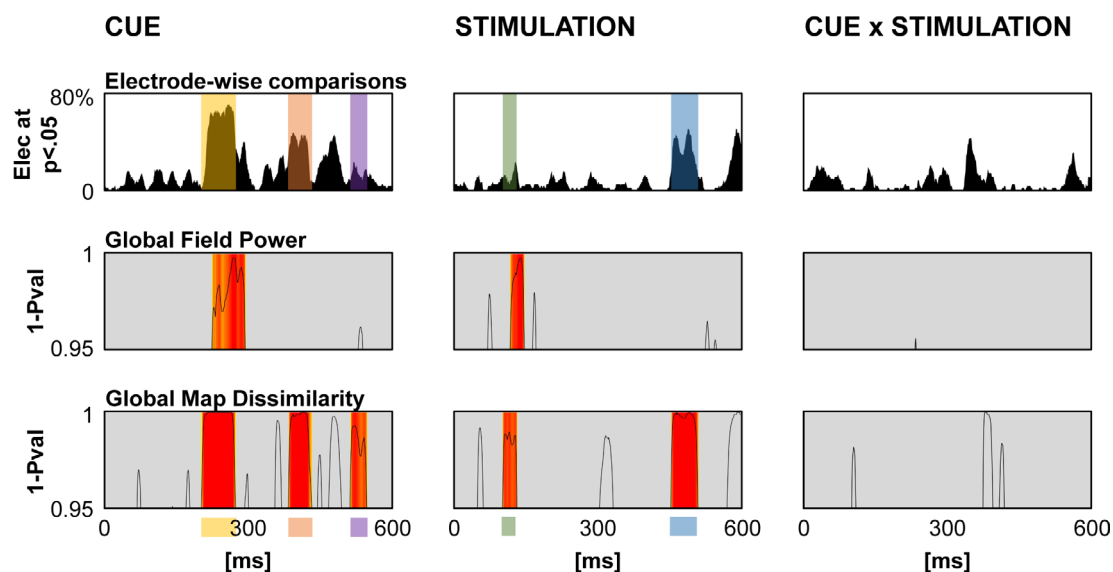 CUE STIMULATION CUE x STIMULATION
Electrode-wise comparisons
80%
Elec at
p<.05
0
Global Field Power
1
1-Pval
0.95
Global Map Dissimilarity
1
1-Pval
0.95
0 300 600 0 300 600 0 300 600
[ms] [ms] [ms]